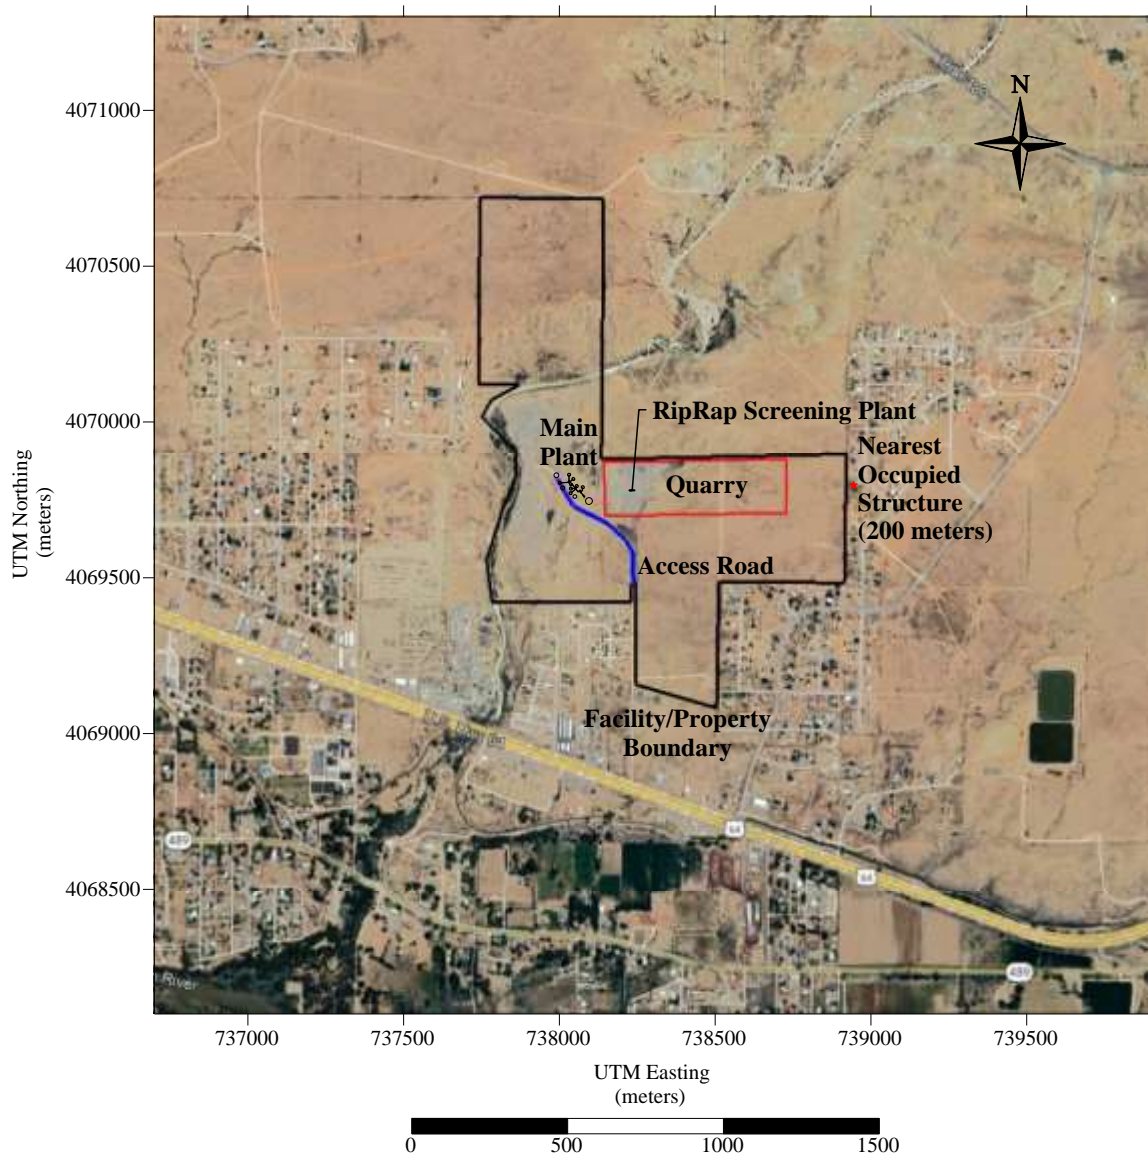 N
4071000
4070500
4070000
4069500
4069000
4068500
UTM Northing
(meters)
RipRap Screening Plant
Main
Plant
Nearest
Occupied
Structure
(200 meters)
Quarry
Access Road
Facility/Property
Boundary
64
64
489
489
River
737000
737500
738000
738500
739000
739500
UTM Easting
(meters)
0
500
1000
1500